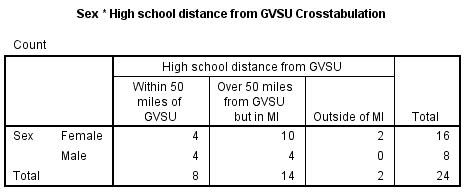 Sex * High school distance from GVSU Crosstabulation
Count
High school distance from GVSU
Within 50 miles of GVSU
Over 50 miles from GVSU but in MI
Outside of MI
Total
Sex Female 4 10 2 16
Male 4 4 0 8
Total 8 14 2 24